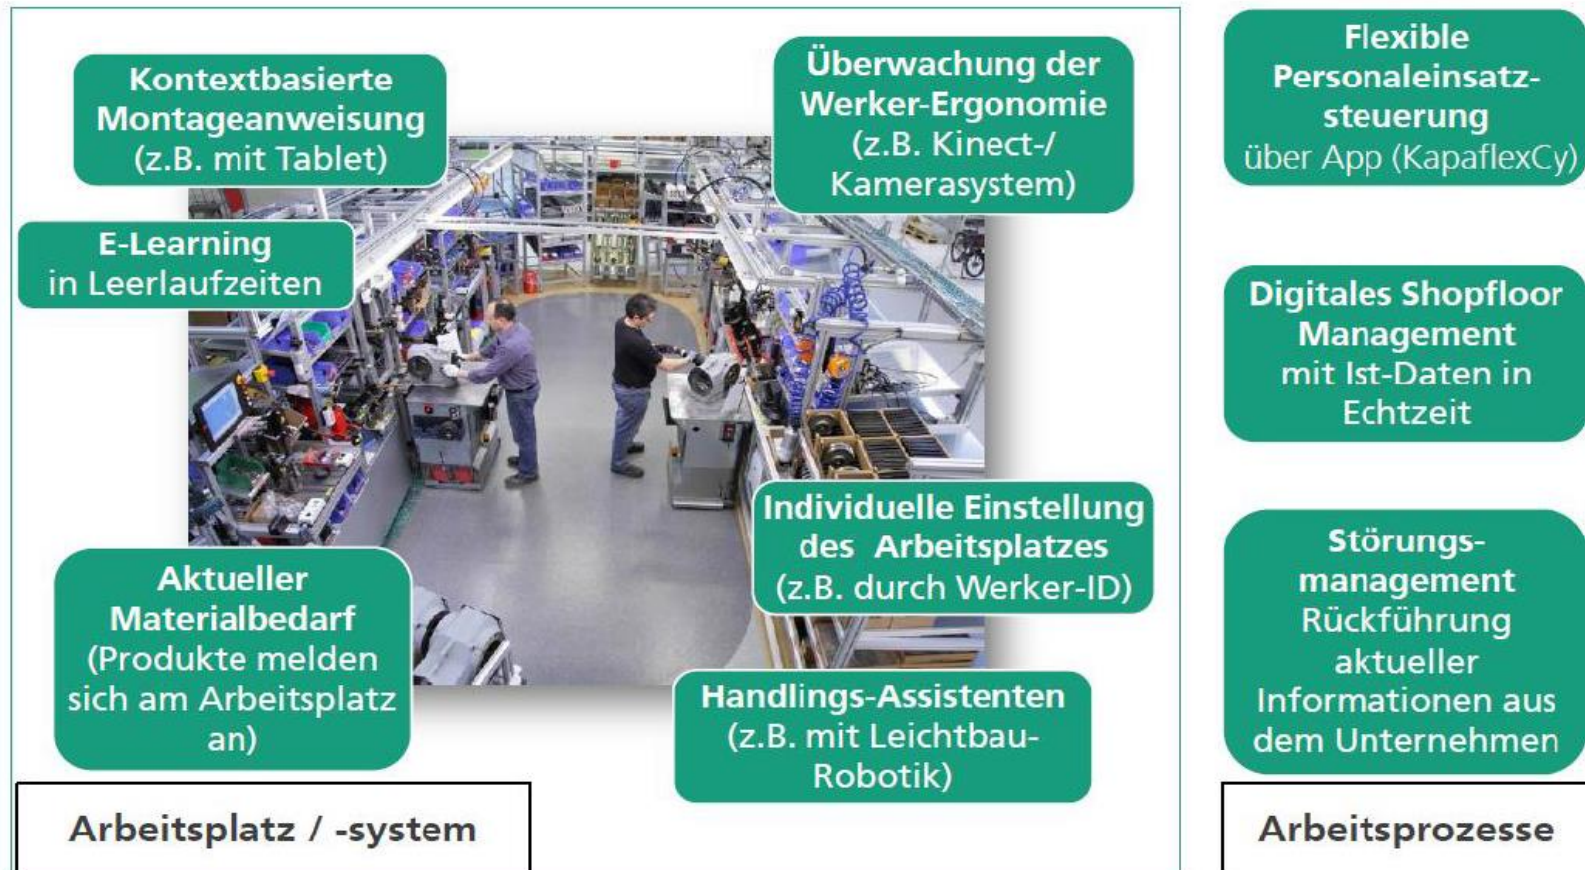 Kontextbasierte
Montageanweisung
(z.B. mit Tablet)
E-Learning
in Leerlaufzeiten
Aktueller
Materialbedarf
(Produkte melden
sich am Arbeitsplatz
an)
Überwachung der
Werker-Ergonomie
(z.B. Kinect-/
Kamerasystem)
Individuelle Einstellung
des Arbeitsplatzes
(z.B. durch Werker-ID)
Handlings-Assistenten
(z.B. mit Leichtbau-
Robotik)
Arbeitsplatz / -system
Flexible
Personaleinsatz-
steuerung
über App (KapaflexCy)
Digitales Shopfloor
Management
mit Ist-Daten in
Echtzeit
Störungs-
management
Rückführung
aktueller
Informationen aus
dem Unternehmen
Arbeitsprozesse